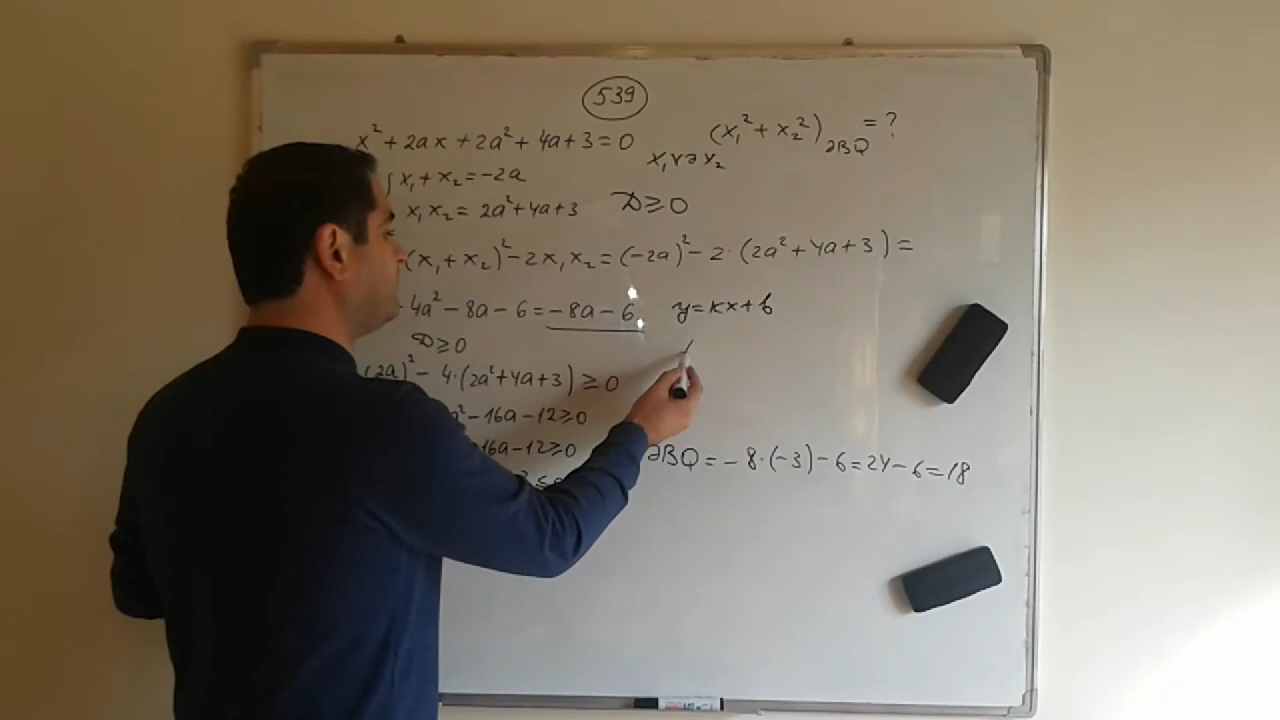 539
x² + 2ax + 2a² + 4a + 3 = 0
(x₁² + x₂²)ƏBQ = ?
x₁ və x₂
x₁ + x₂ = -2a
x₁x₂ = 2a² + 4a + 3
D ≥ 0
(x₁ + x₂)² - 2x₁x₂ = (-2a)² - 2·(2a² + 4a + 3) =
- 4a² - 8a - 6 = -8a - 6
y = kx + b
D ≥ 0
(2a)² - 4·(2a² + 4a + 3) ≥ 0
- 16a - 12 ≥ 0
16a - 12 ≥ 0
ƏBQ = -8·(-3) - 6 = 24 - 6 = 18